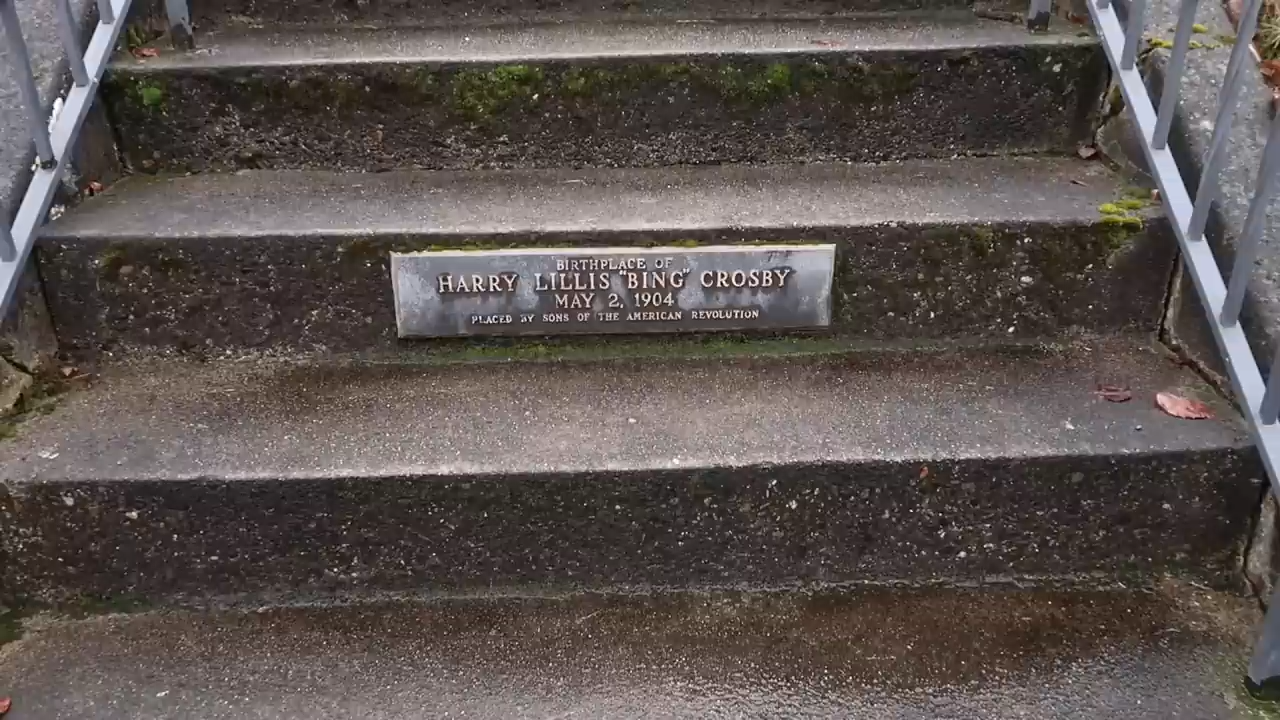 BIRTHPLACE OF
HARRY LILLIS "BING" CROSBY
MAY 2, 1904
PLACED BY SONS OF THE AMERICAN REVOLUTION